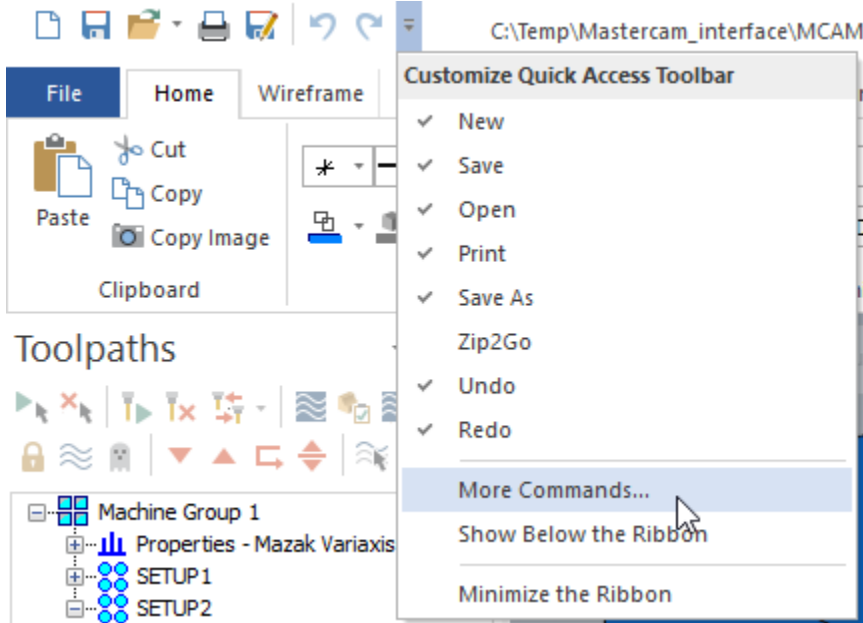 C:\Temp\Mastercam_interface\MCAM
File
Home
Wireframe
Customize Quick Access Toolbar
New
Save
Open
Print
Save As
Zip2Go
Undo
Redo
More Commands...
Show Below the Ribbon
Minimize the Ribbon
Paste
Cut
Copy
Copy Image
Clipboard
Toolpaths
Machine Group 1
Properties - Mazak Variaxis
SETUP1
SETUP2